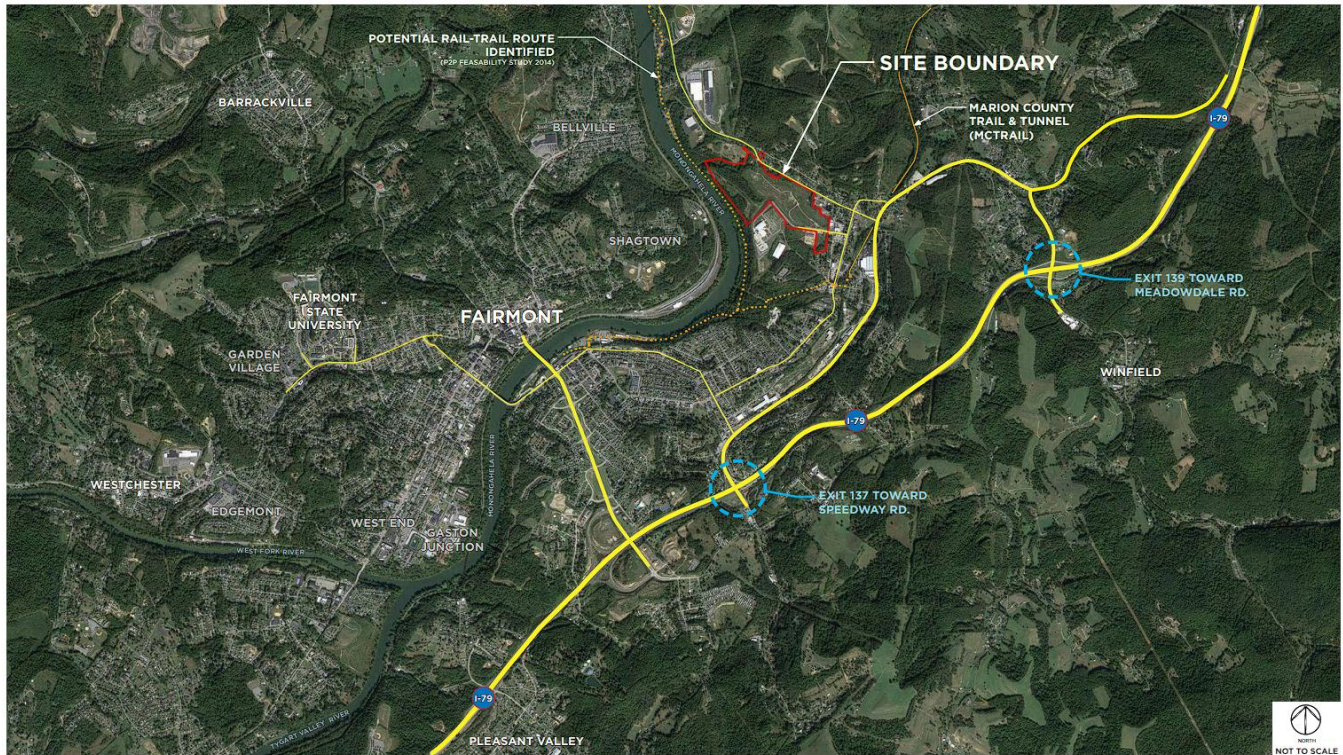 POTENTIAL RAIL-TRAIL ROUTE
IDENTIFIED
(P2P FEASABILITY STUDY 2014)
SITE BOUNDARY
BARRACKVILLE
BELLVILLE
MARION COUNTY
TRAIL & TUNNEL
(MCTRAIL)
I-79
MONONGAHELA RIVER
SHAGTOWN
EXIT 139 TOWARD
MEADOWDALE RD.
FAIRMONT
STATE
UNIVERSITY
FAIRMONT
GARDEN
VILLAGE
WINFIELD
I-79
MONONGAHELA RIVER
WESTCHESTER
EDGEMONT
WEST END
GASTON
JUNCTION
EXIT 137 TOWARD
SPEEDWAY RD.
WEST FORK RIVER
I-79
TYGART VALLEY RIVER
PLEASANT VALLEY
NORTH
NOT TO SCALE